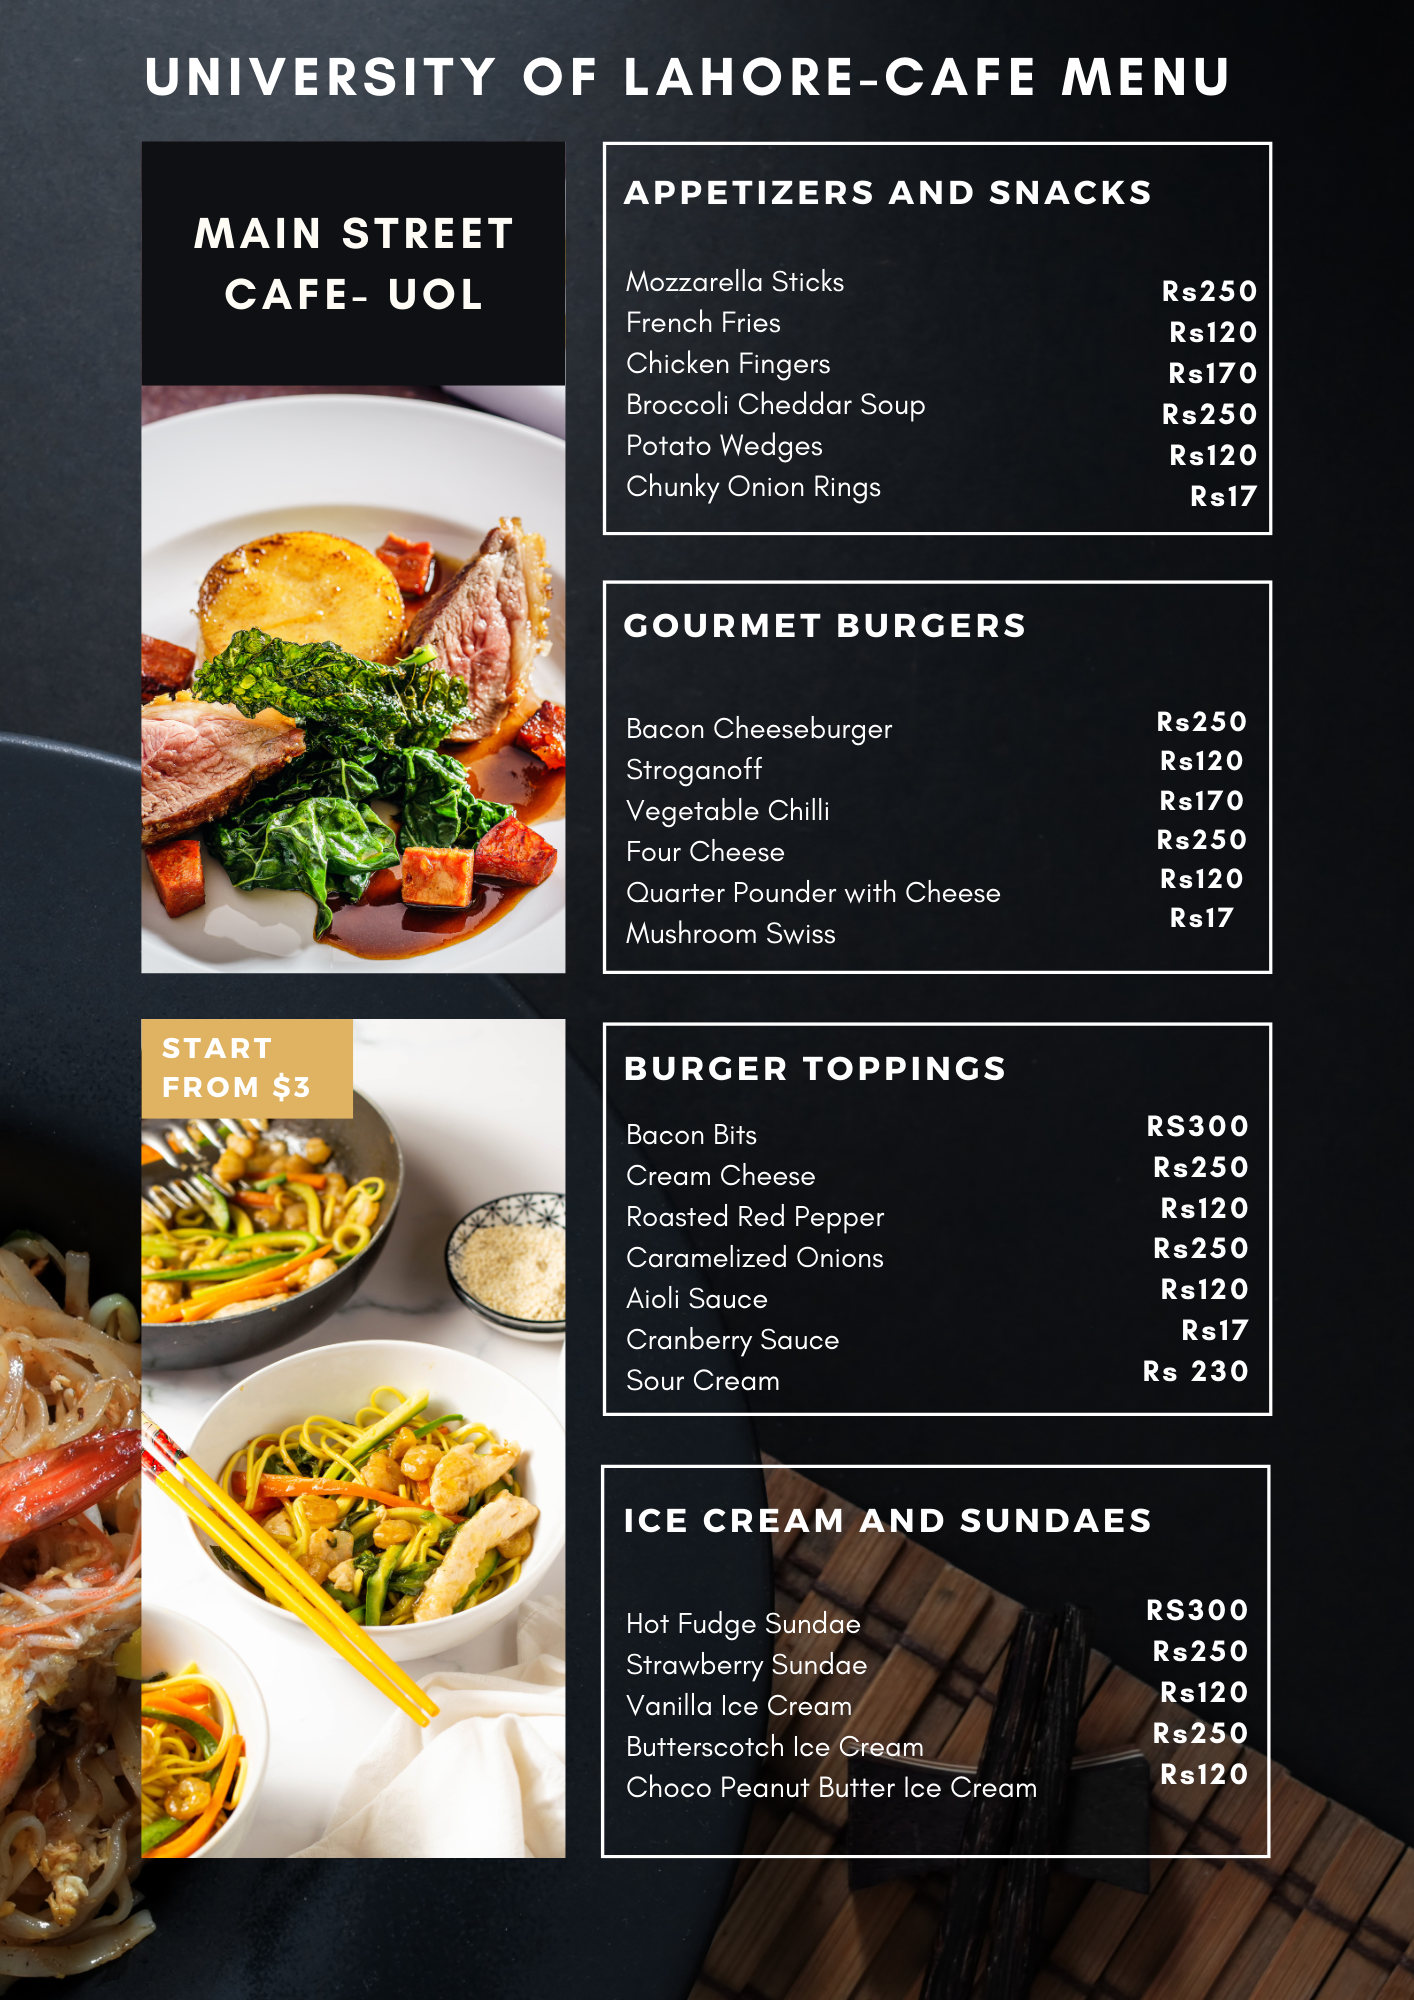 UNIVERSITY OF LAHORE-CAFE MENU
MAIN STREET
CAFE- UOL
APPETIZERS AND SNACKS
Mozzarella Sticks Rs250
French Fries Rs120
Chicken Fingers Rs170
Broccoli Cheddar Soup Rs250
Potato Wedges Rs120
Chunky Onion Rings Rs17
GOURMET BURGERS
Bacon Cheeseburger Rs250
Stroganoff Rs120
Vegetable Chilli Rs170
Four Cheese Rs250
Quarter Pounder with Cheese Rs120
Mushroom Swiss Rs17
START
FROM $3
BURGER TOPPINGS
Bacon Bits RS300
Cream Cheese Rs250
Roasted Red Pepper Rs120
Caramelized Onions Rs250
Aioli Sauce Rs120
Cranberry Sauce Rs17
Sour Cream Rs 230
ICE CREAM AND SUNDAES
Hot Fudge Sundae RS300
Strawberry Sundae Rs250
Vanilla Ice Cream Rs120
Butterscotch Ice Cream Rs250
Choco Peanut Butter Ice Cream Rs120